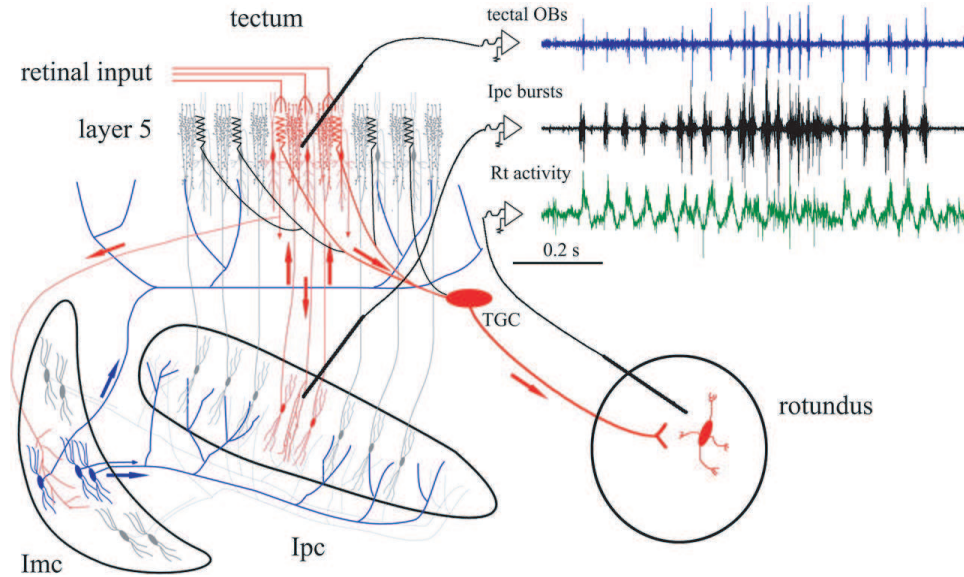 tectum
retinal input
layer 5
tectal OBs
Ipc bursts
Rt activity
0.2 s
TGC
rotundus
Imc
Ipc